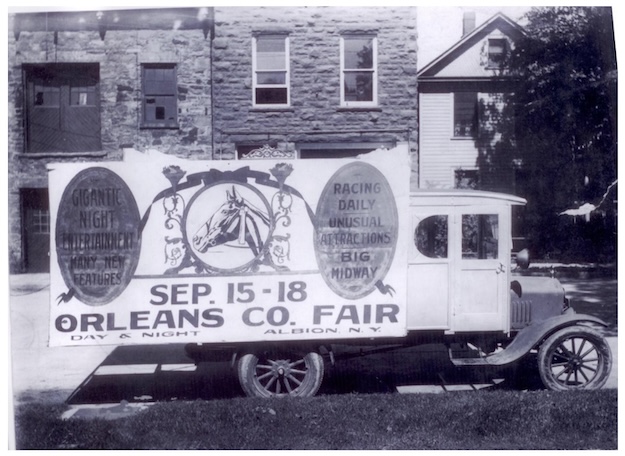 GIGANTIC
NIGHT
ENTERTAINMENT
MANY NEW
FEATURES
RACING
DAILY
UNUSUAL
ATTRACTIONS
BIG
MIDWAY
SEP. 15-18
ORLEANS CO. FAIR
DAY & NIGHT ALBION, N.Y.